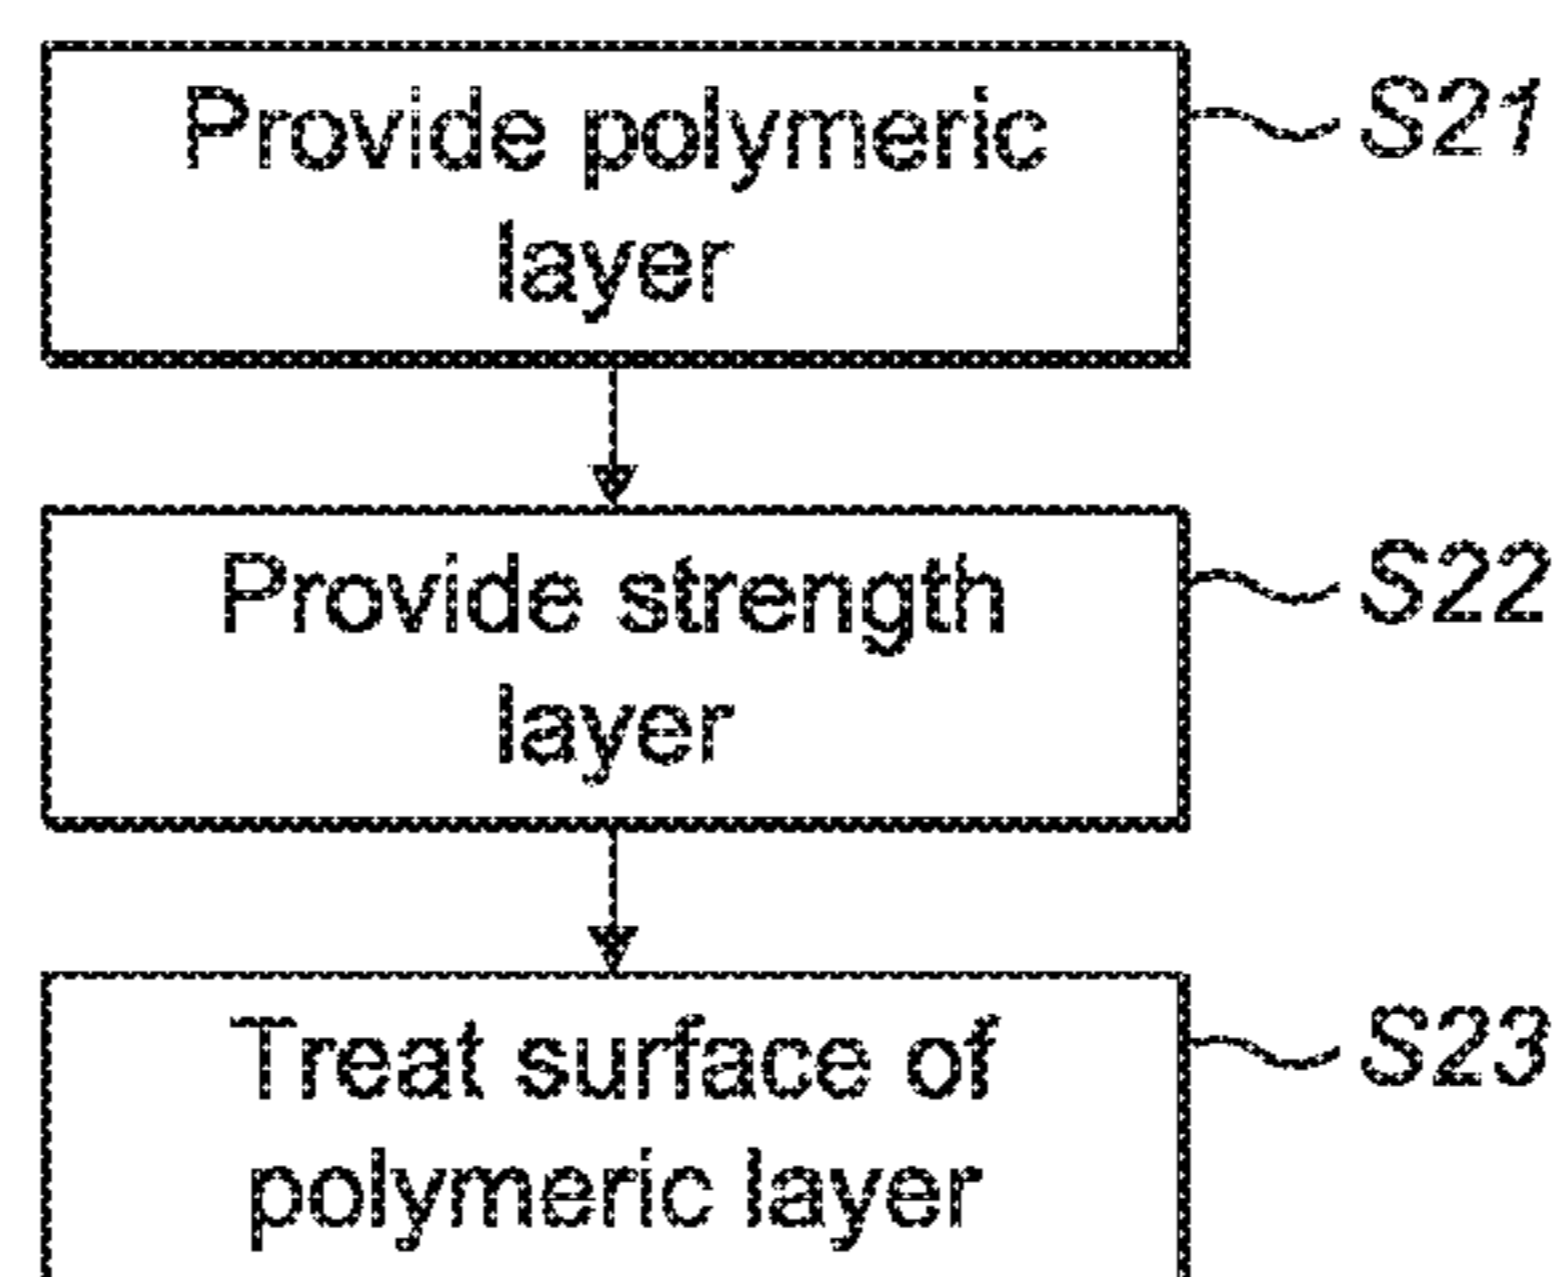 Provide polymeric
layer
S21
Provide strength
layer
S22
Treat surface of
polymeric layer
S23